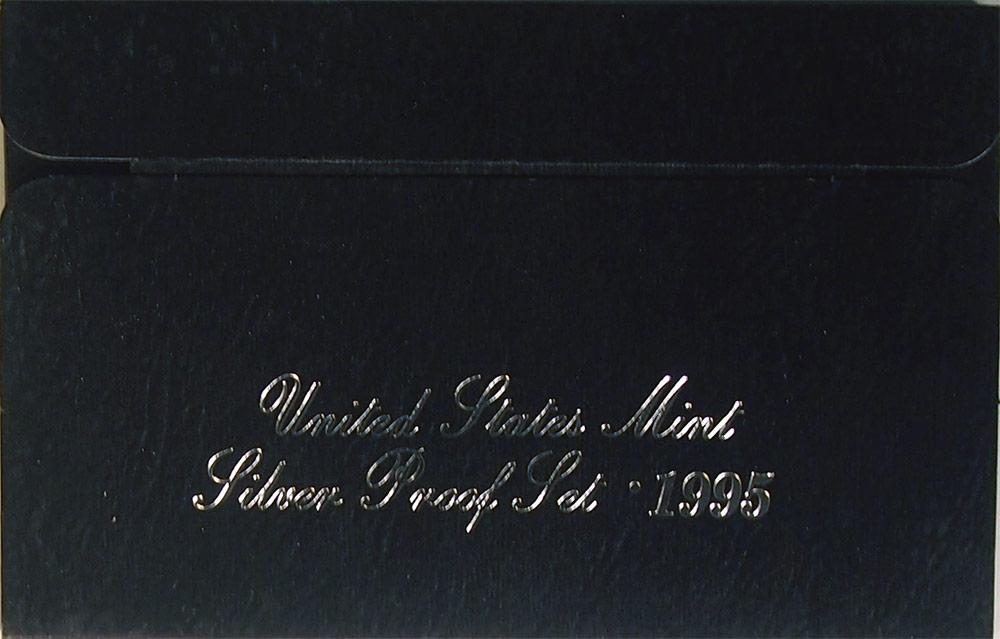 United States Mint
Silver Proof Set · 1995